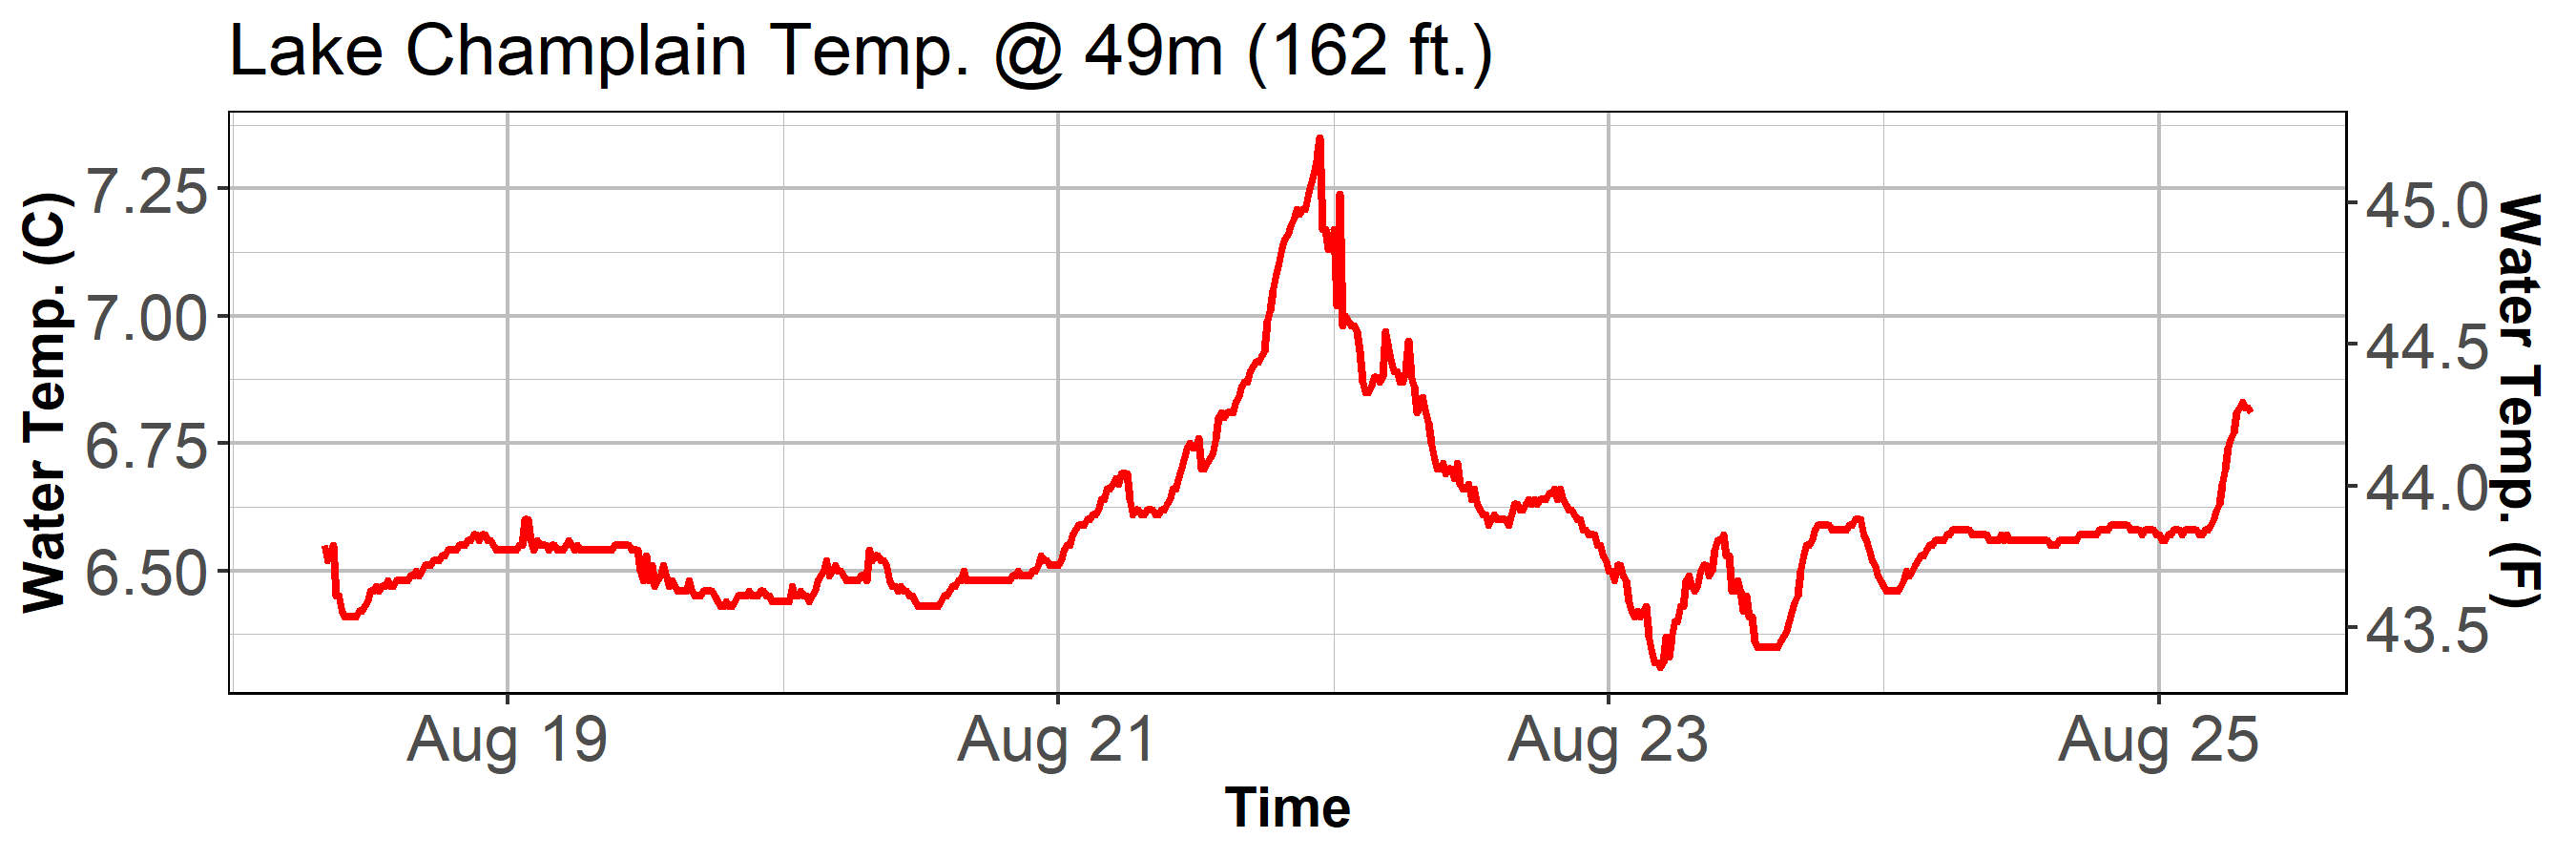 Lake Champlain Temp. @ 49m (162 ft.)
Water Temp. (C)
7.25
7.00
6.75
6.50
45.0
44.5
44.0
43.5
Water Temp. (F)
Aug 19
Aug 21
Aug 23
Aug 25
Time